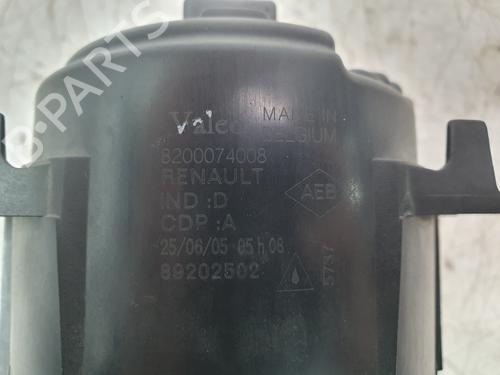 B-PARTS
Valeo
MADE IN
BELGIUM
8200074008
RENAULT
IND :D
AEB
CDP :A
25/06/05 05 h 08
89202502
5737